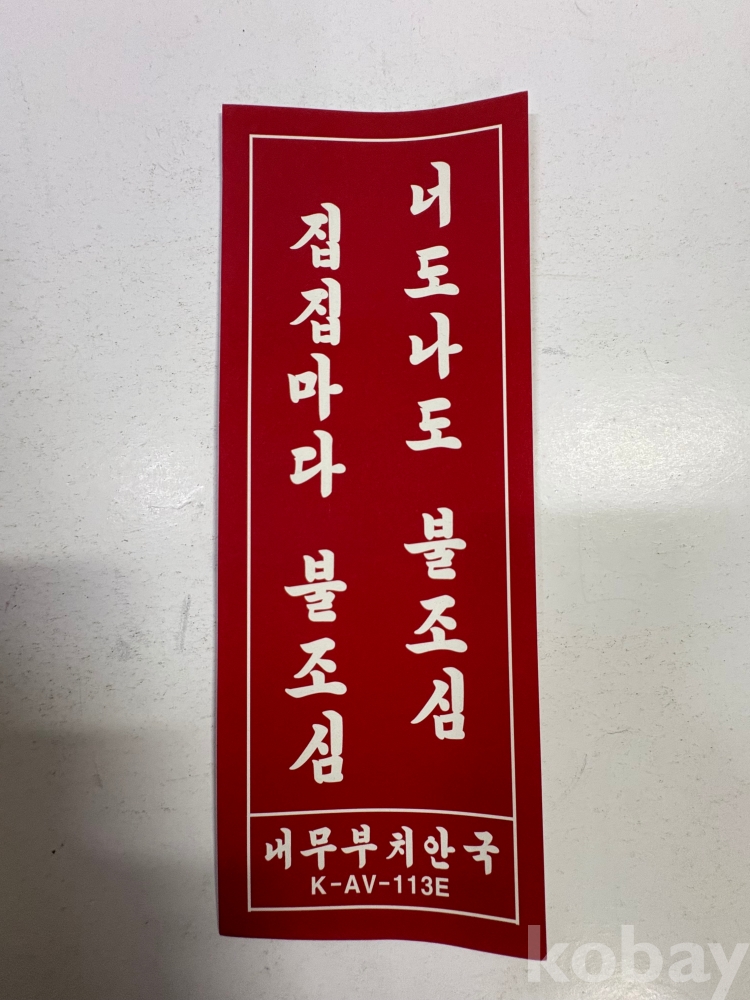 너도나도 불조심
집집마다 불조심
내무부치안국
K-AV-113E
kobay